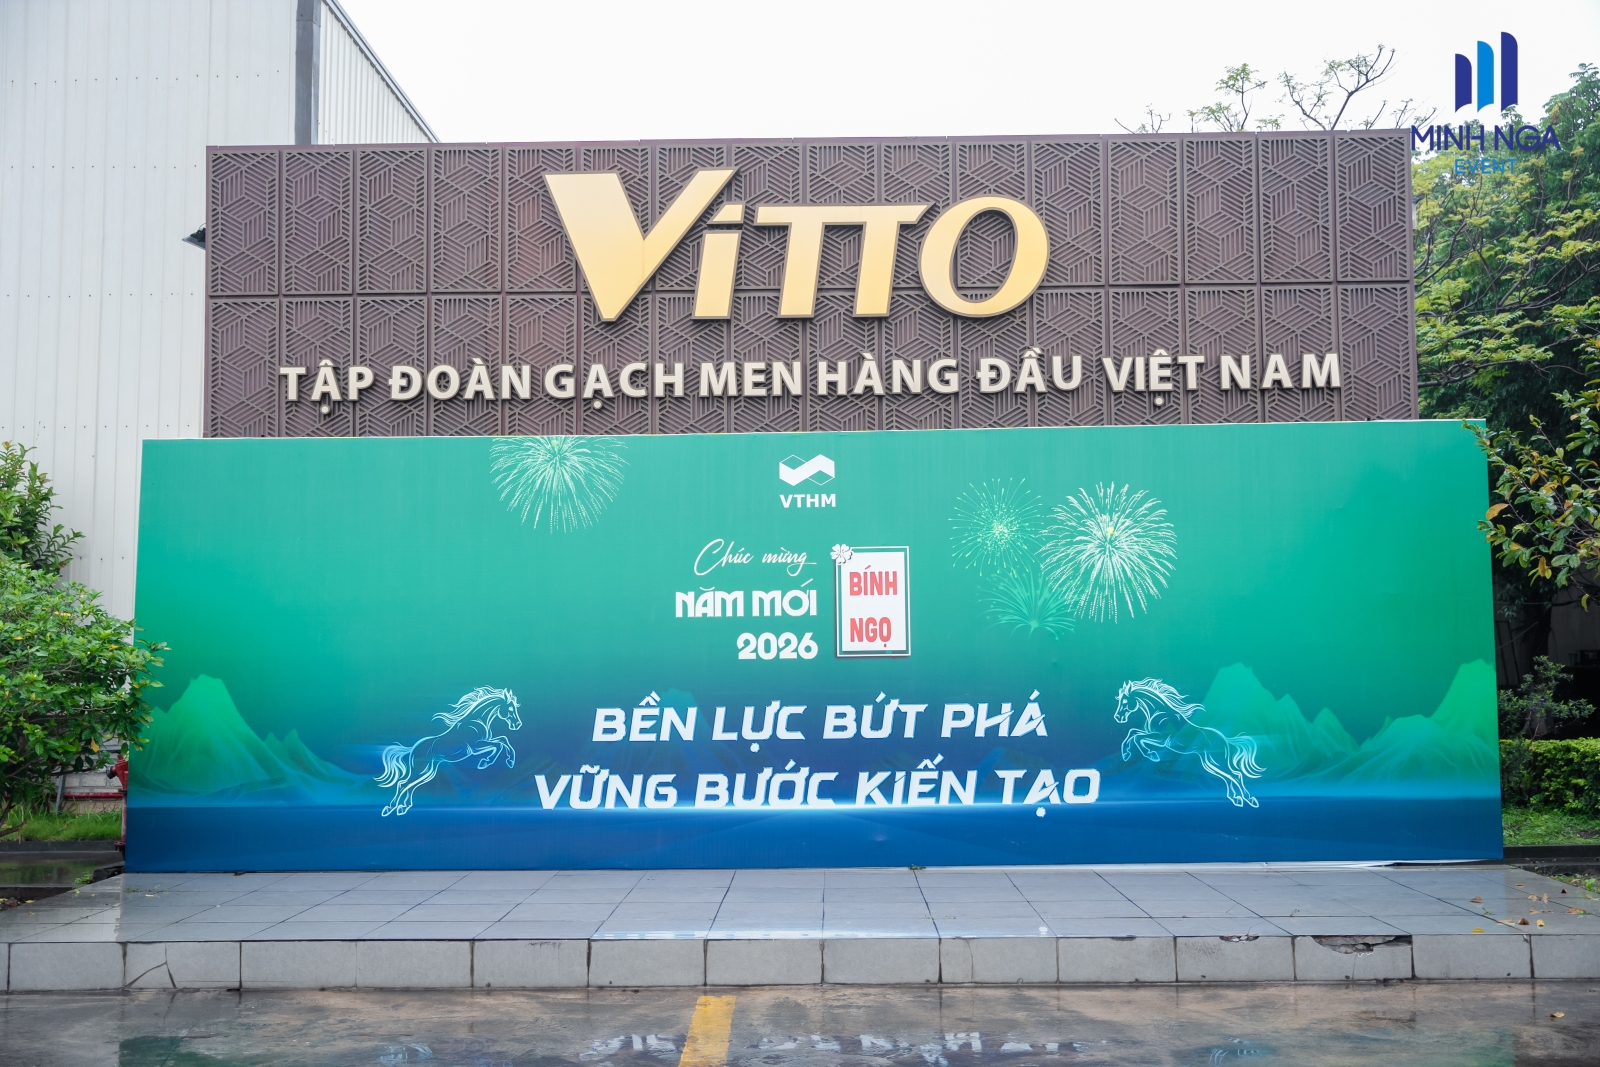 MINH NGA
EVENT
ViTTO
TẬP ĐOÀN GẠCH MEN HÀNG ĐẦU VIỆT NAM
VTHM
Chúc mừng
NĂM MỚI
2026
BÍNH
NGỌ
BỀN LỰC BỨT PHÁ
VỮNG BƯỚC KIẾN TẠO